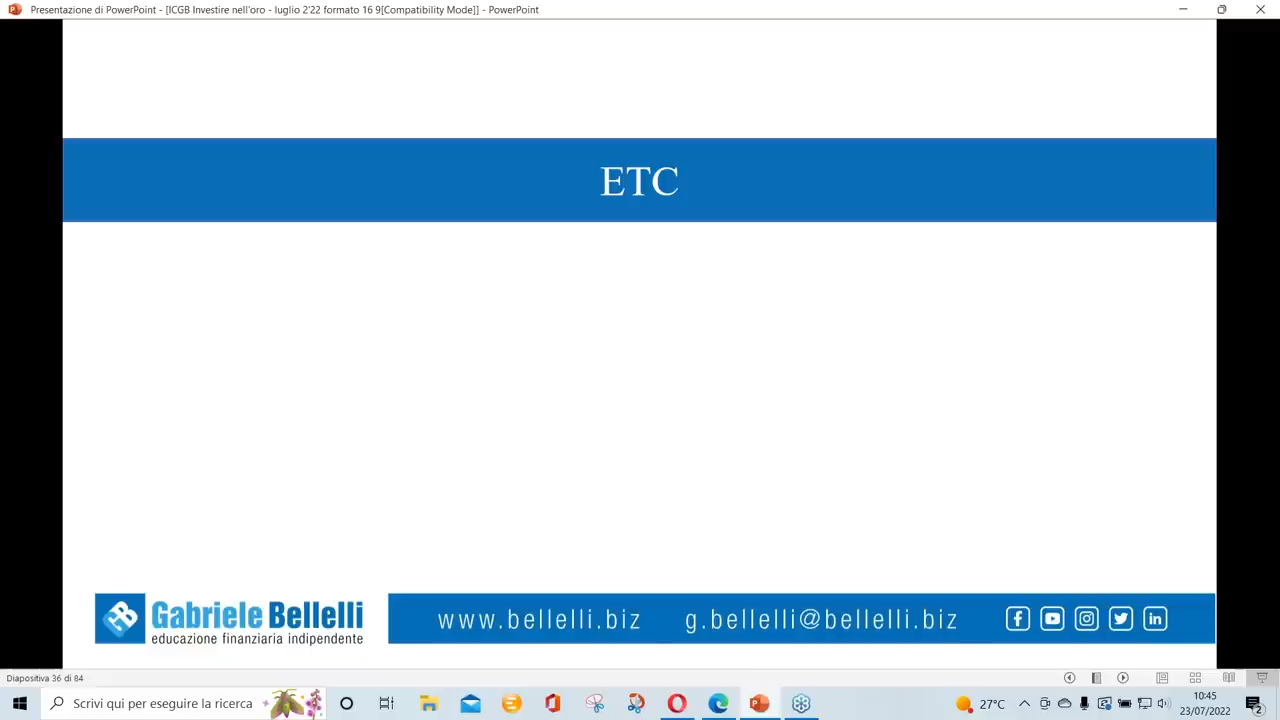 Presentazione di PowerPoint - [ICGB Investire nell'oro - luglio 2'22 formato 16 9[Compatibility Mode]] - PowerPoint
ETC
Gabriele Bellelli
educazione finanziaria indipendente
www.bellelli.biz g.bellelli@bellelli.biz
Diapositiva 36 di 84
Scrivi qui per eseguire la ricerca
27°C
10:45
23/07/2022
2